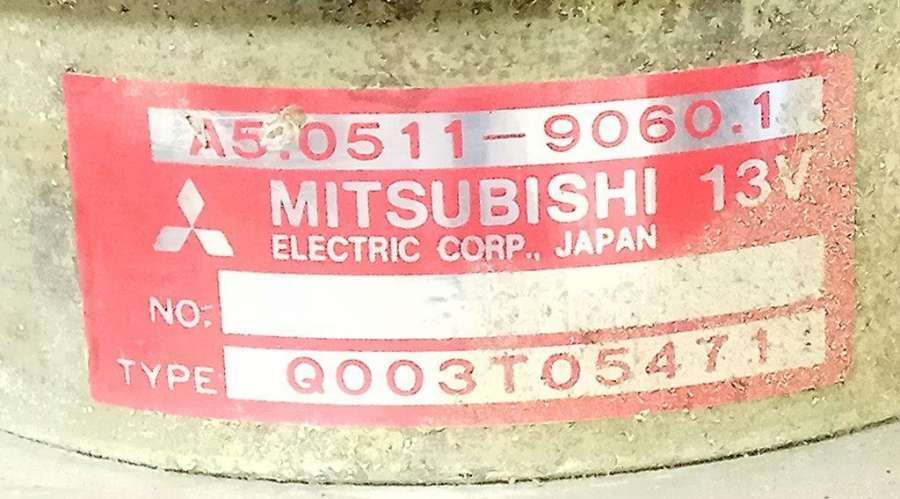 A5.0511-9060.1
MITSUBISHI 13V
ELECTRIC CORP., JAPAN
NO:
TYPE Q003T05471